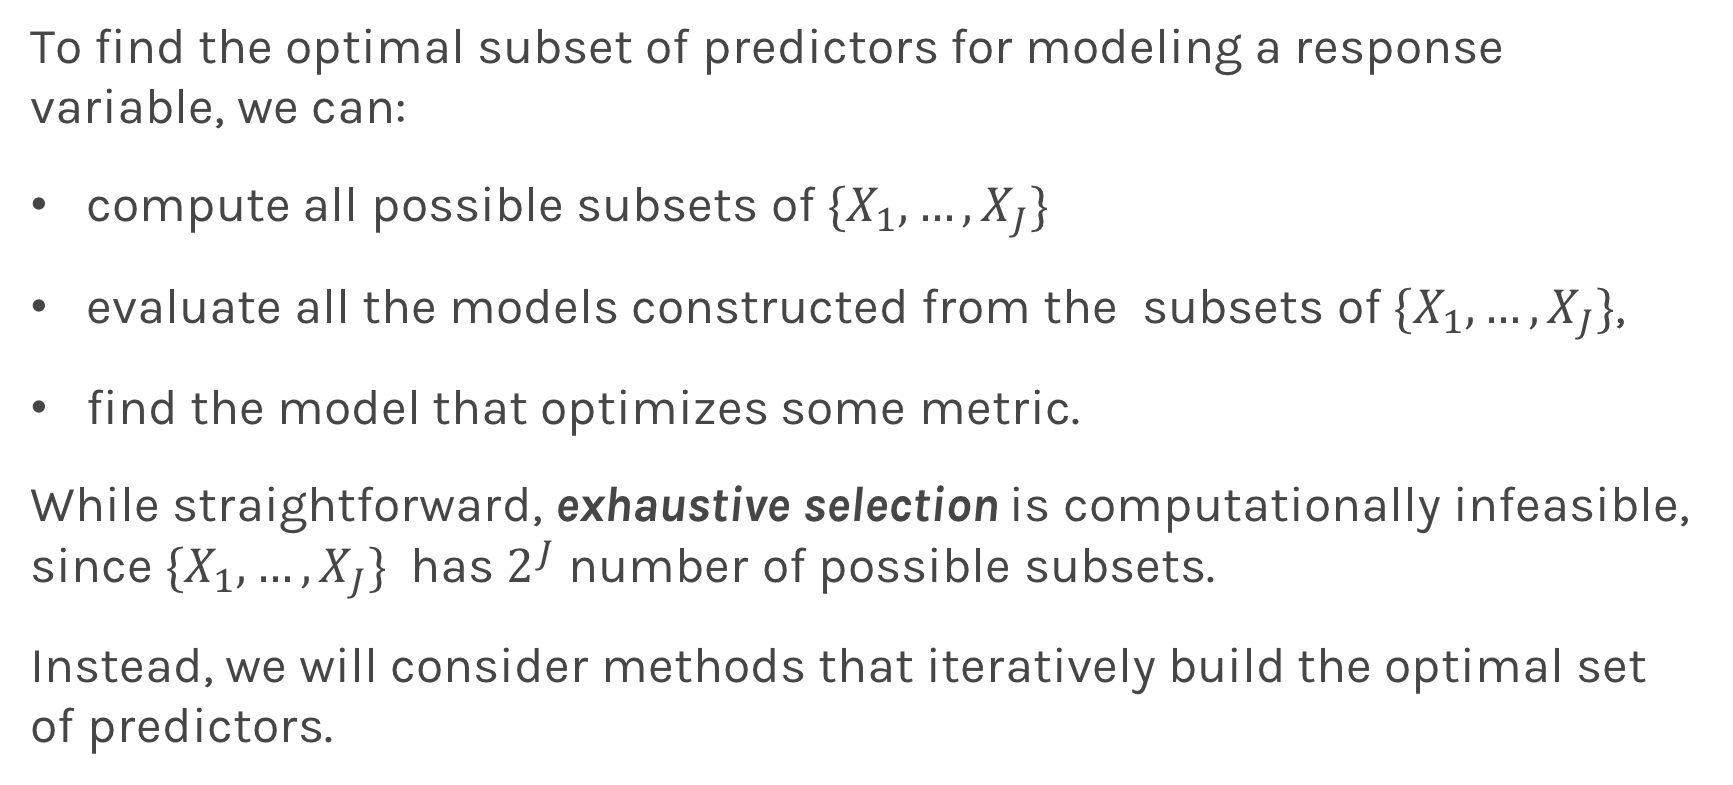 To find the optimal subset of predictors for modeling a response
variable, we can:
• compute all possible subsets of {X₁, … , X_J}
• evaluate all the models constructed from the  subsets of {X₁, … , X_J},
• find the model that optimizes some metric.
While straightforward, exhaustive selection is computationally infeasible,
since {X₁, … , X_J}  has 2^J number of possible subsets.
Instead, we will consider methods that iteratively build the optimal set
of predictors.